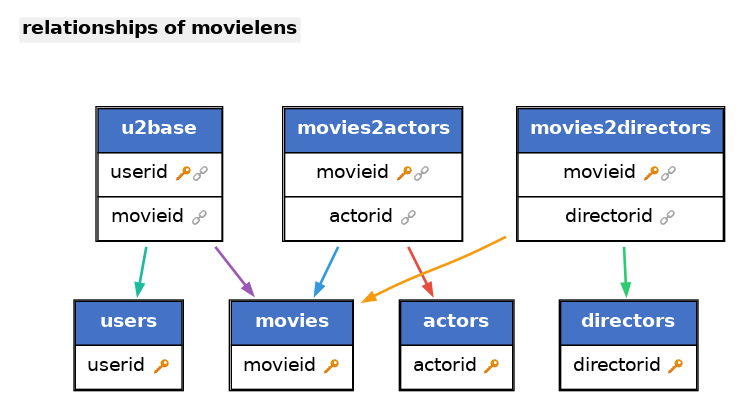 relationships of movielens
u2base
userid
movieid
movies2actors
movieid
actorid
movies2directors
movieid
directorid
users
userid
movies
movieid
actors
actorid
directors
directorid